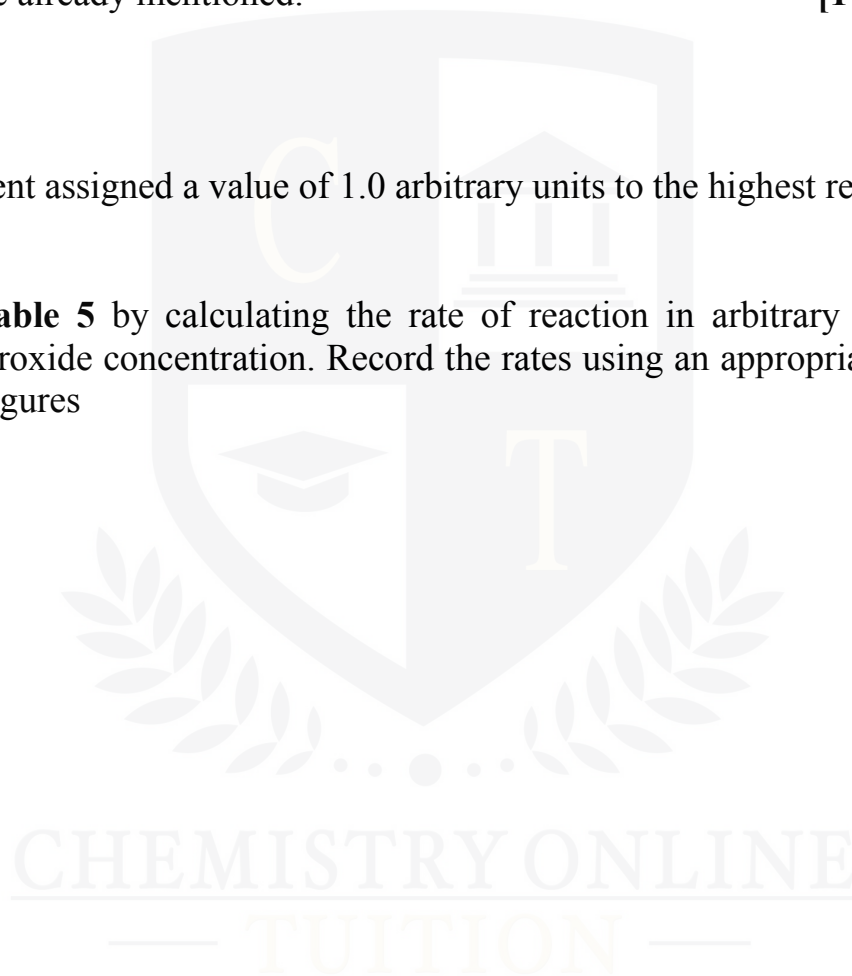 already mentioned.
ent assigned a value of 1.0 arbitrary units to the highest re
able 5 by calculating the rate of reaction in arbitrary
roxide concentration. Record the rates using an appropria
gures
C
T
CHEMISTRY ONLINE
— TUITION —